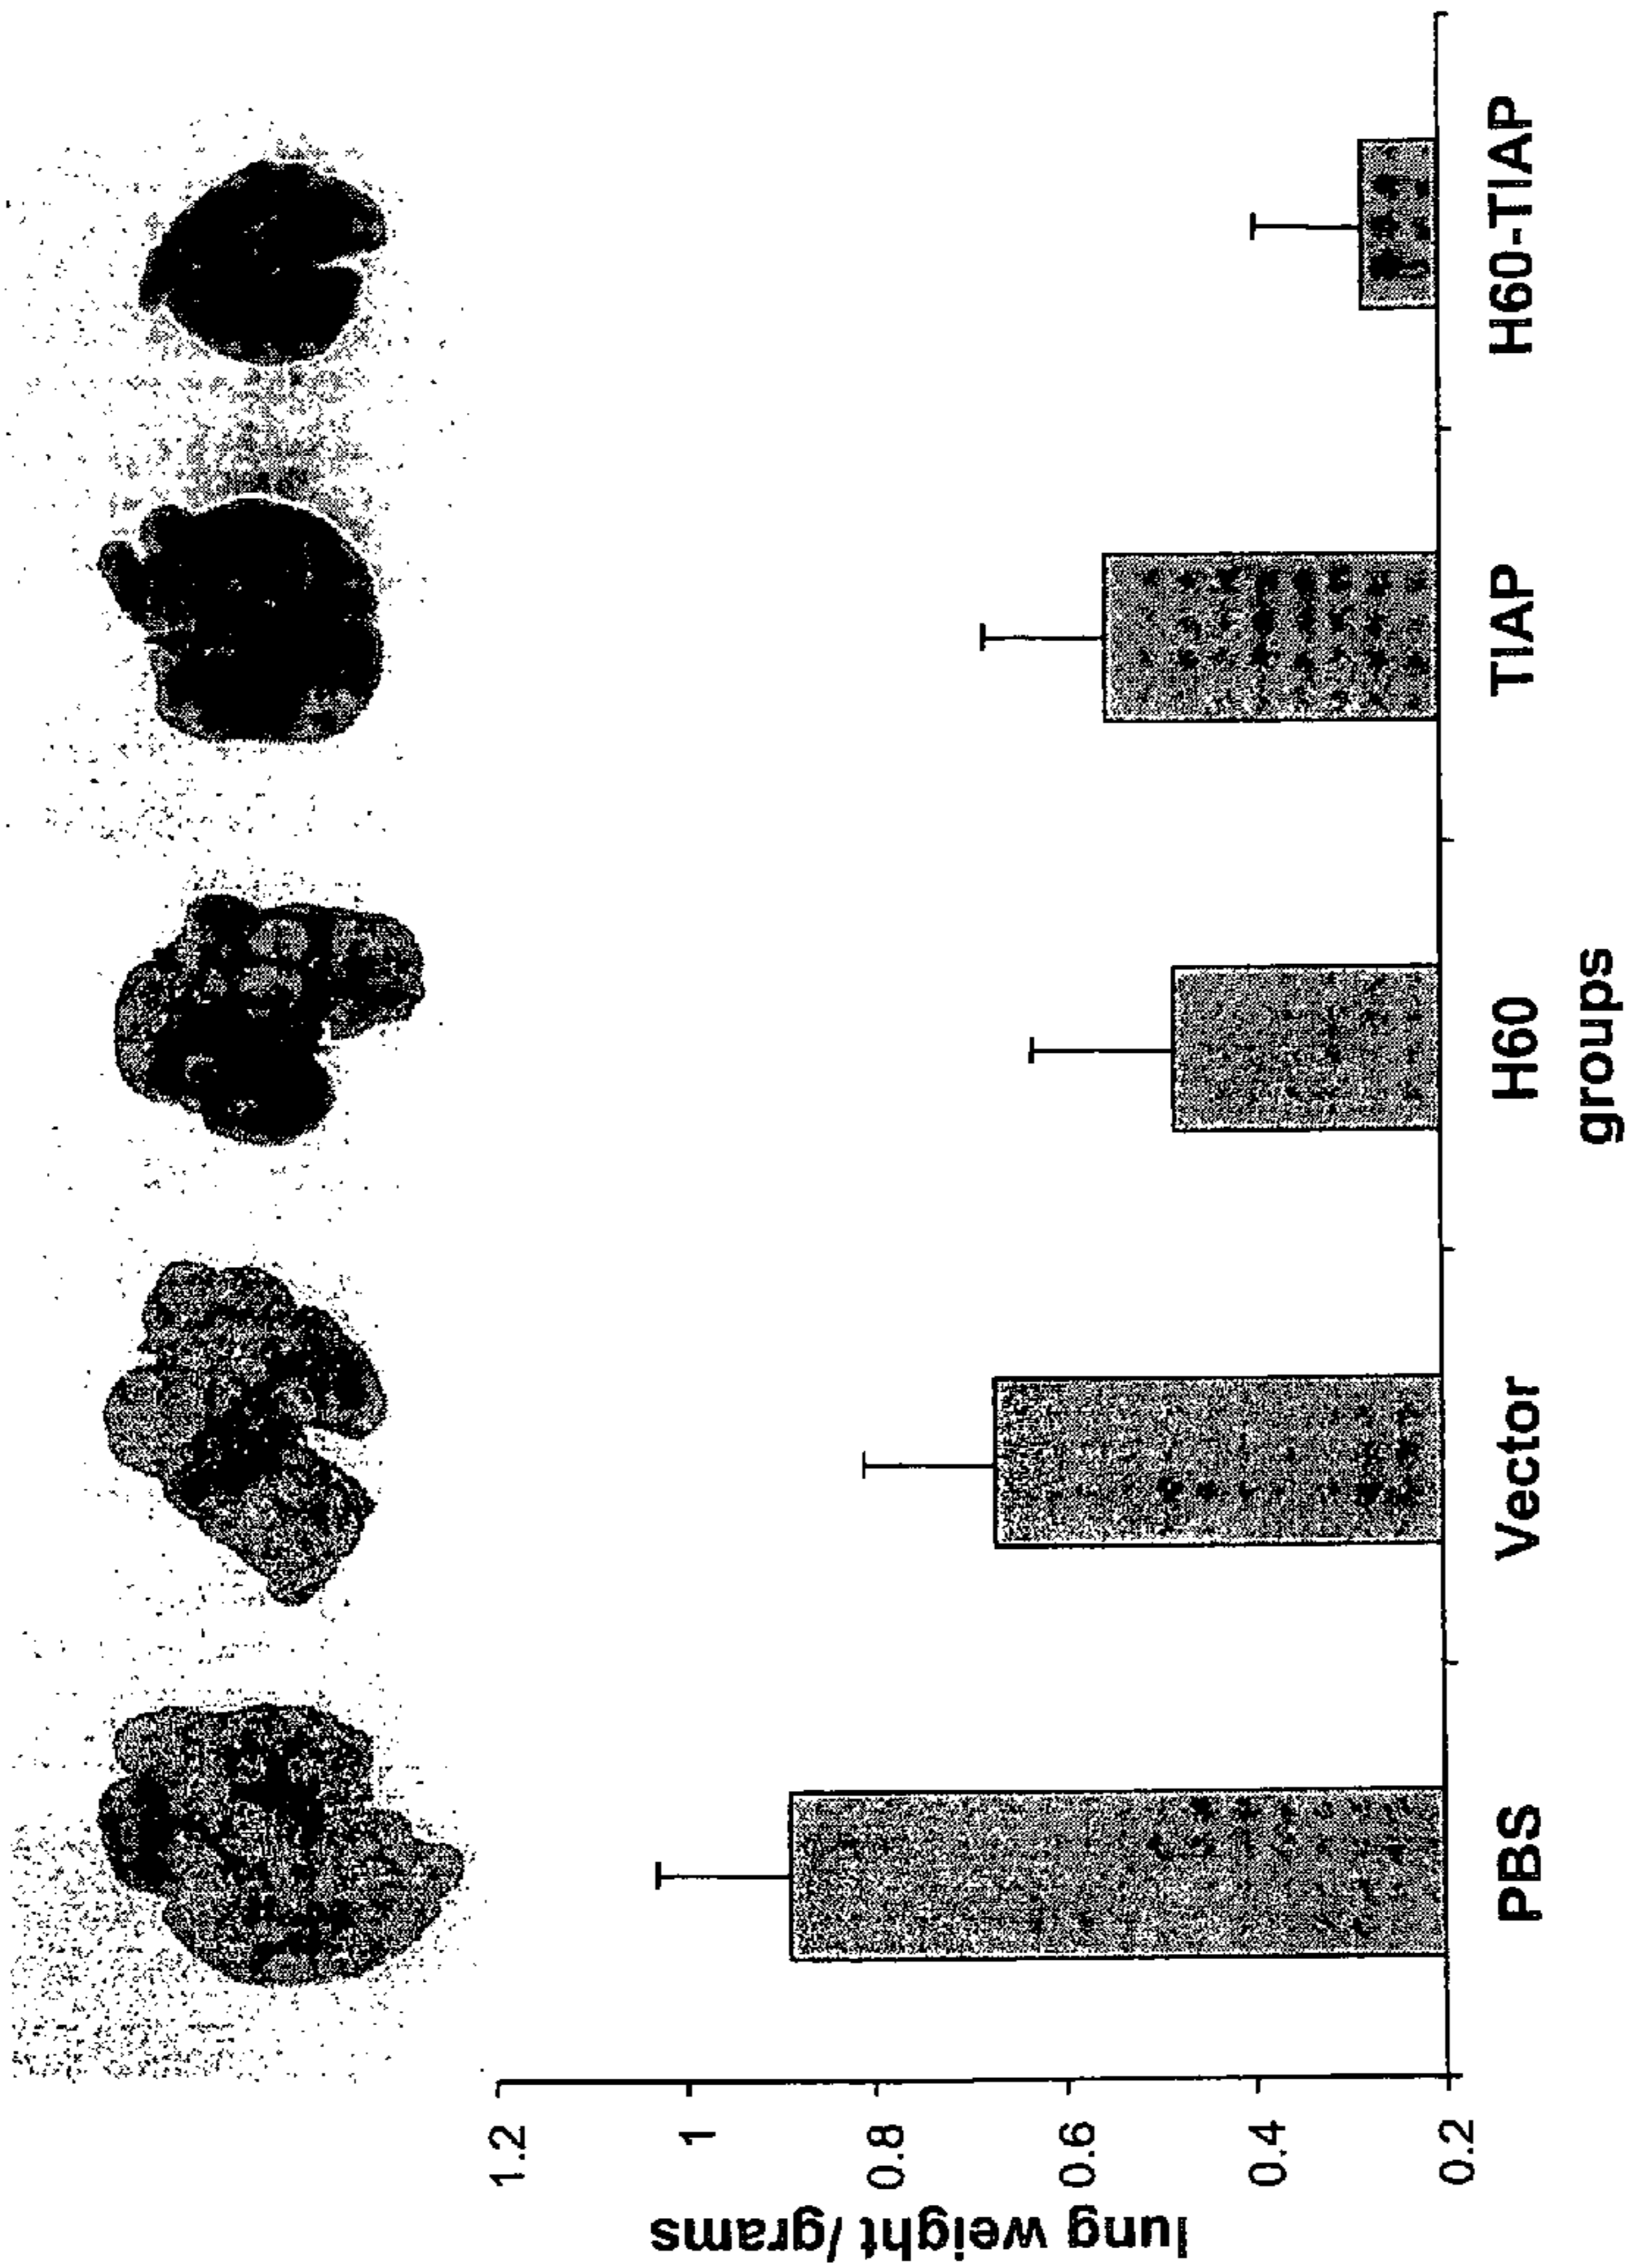 lung weight /grams
1.2
1
0.8
0.6
0.4
0.2
PBS
Vector
H60
TIAP
H60-TIAP
groups